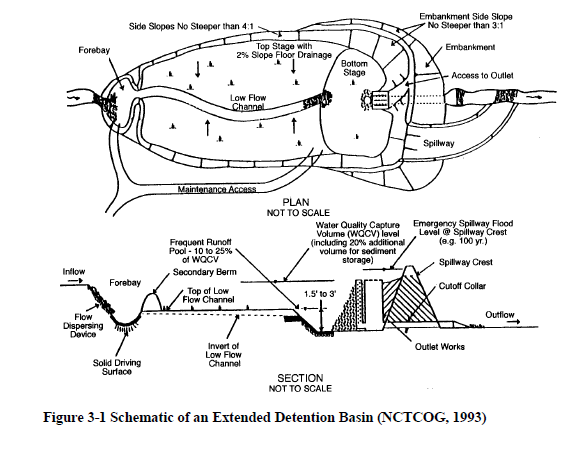 Side Slopes No Steeper than 4:1
Embankment Side Slope
No Steeper than 3:1
Forebay
Top Stage with
2% Slope Floor Drainage
Bottom
Stage
Embankment
Access to Outlet
Low Flow
Channel
Spillway
Maintenance Access
PLAN
NOT TO SCALE
Water Quality Capture
Volume (WQCV) level
(including 20% additional
volume for sediment
storage)
Emergency Spillway Flood
Level @ Spillway Crest
(e.g. 100 yr.)
Frequent Runoff
Pool - 10 to 25%
of WQCV
Secondary Berm
Spillway Crest
Inflow
Forebay
Top of Low
Flow Channel
1.5' to 3'
Cutoff Collar
Flow
Dispersing
Device
Outflow
Invert of
Low Flow
Channel
Outlet Works
Solid Driving
Surface
SECTION
NOT TO SCALE
Figure 3-1 Schematic of an Extended Detention Basin (NCTCOG, 1993)